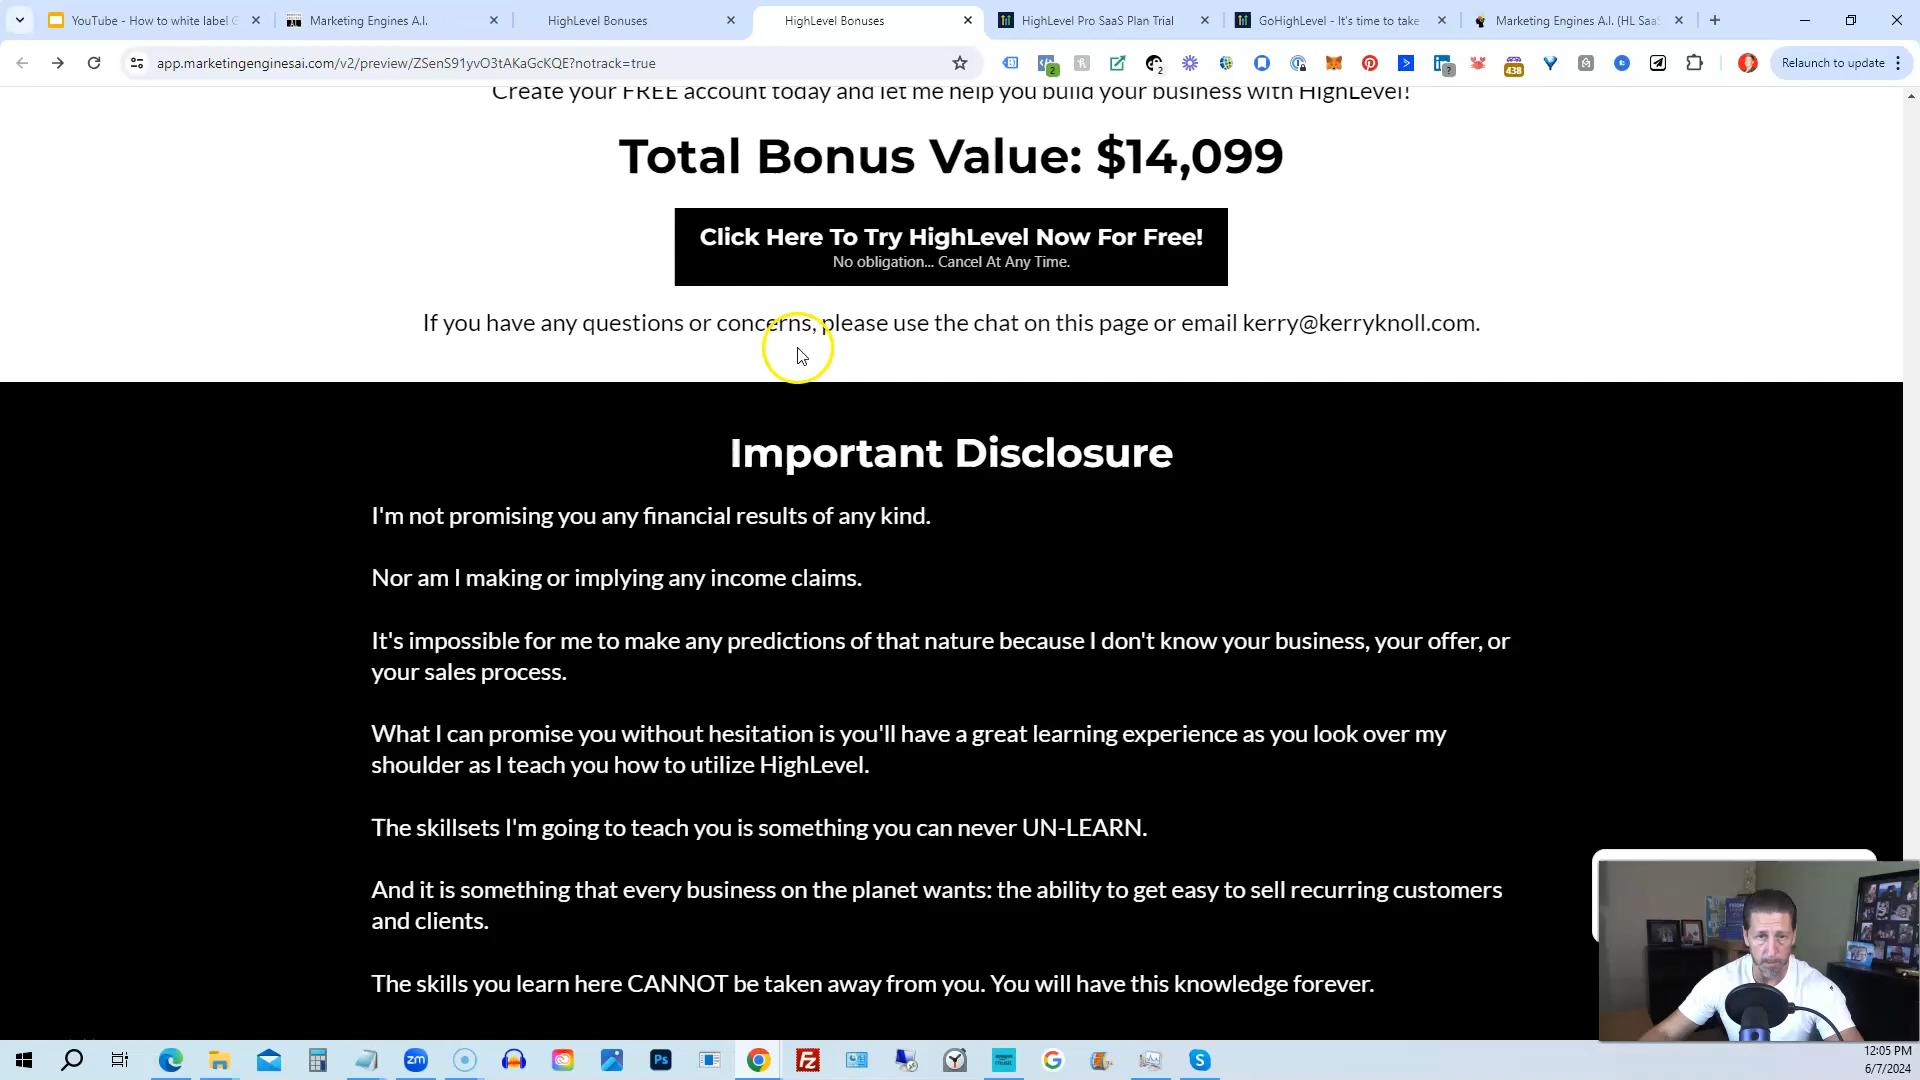 YouTube - How to white label G
Marketing Engines A.I.
HighLevel Bonuses
HighLevel Bonuses
HighLevel Pro SaaS Plan Trial
GoHighLevel - It's time to take
Marketing Engines A.I. (HL SaaS
app.marketingenginesai.com/v2/preview/ZSenS91yvO3tAKaGcKQE?notrack=true
2
2
?
438
Relaunch to update
Create your FREE account today and let me help you build your business with HighLevel!
Total Bonus Value: $14,099
Click Here To Try HighLevel Now For Free!
No obligation... Cancel At Any Time.
If you have any questions or concerns, please use the chat on this page or email kerry@kerryknoll.com.
Important Disclosure
I'm not promising you any financial results of any kind.
Nor am I making or implying any income claims.
It's impossible for me to make any predictions of that nature because I don't know your business, your offer, or
your sales process.
What I can promise you without hesitation is you'll have a great learning experience as you look over my
shoulder as I teach you how to utilize HighLevel.
The skillsets I'm going to teach you is something you can never UN-LEARN.
And it is something that every business on the planet wants: the ability to get easy to sell recurring customers
and clients.
The skills you learn here CANNOT be taken away from you. You will have this knowledge forever.
zm
Ps
12:05 PM
6/7/2024